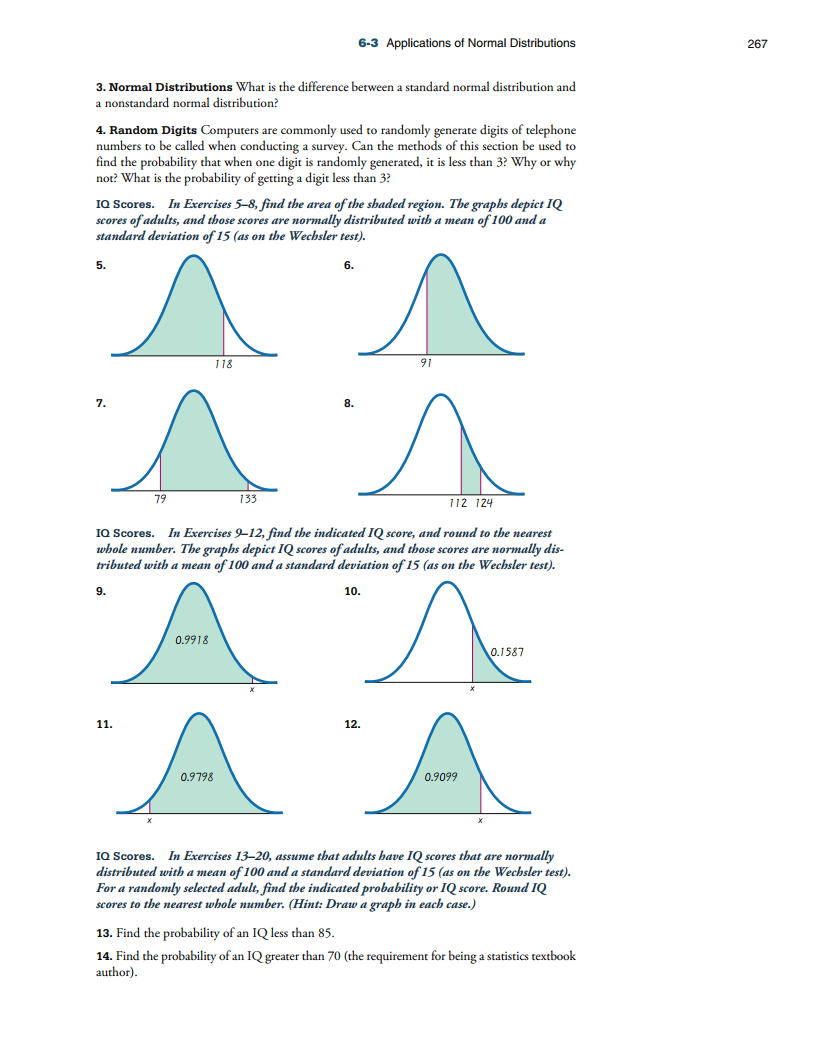 6-3 Applications of Normal Distributions 267
3. Normal Distributions What is the difference between a standard normal distribution and
a nonstandard normal distribution?
4. Random Digits Computers are commonly used to randomly generate digits of telephone
numbers to be called when conducting a survey. Can the methods of this section be used to
find the probability that when one digit is randomly generated, it is less than 3? Why or why
not? What is the probability of getting a digit less than 3?
IQ Scores. In Exercises 5–8, find the area of the shaded region. The graphs depict IQ
scores of adults, and those scores are normally distributed with a mean of 100 and a
standard deviation of 15 (as on the Wechsler test).
5.
118
6.
91
7.
79 133
8.
112 124
IQ Scores. In Exercises 9–12, find the indicated IQ score, and round to the nearest
whole number. The graphs depict IQ scores of adults, and those scores are normally dis-
tributed with a mean of 100 and a standard deviation of 15 (as on the Wechsler test).
9.
0.9918
x
10.
0.1587
x
11.
0.9798
x
12.
0.9099
x
IQ Scores. In Exercises 13–20, assume that adults have IQ scores that are normally
distributed with a mean of 100 and a standard deviation of 15 (as on the Wechsler test).
For a randomly selected adult, find the indicated probability or IQ score. Round IQ
scores to the nearest whole number. (Hint: Draw a graph in each case.)
13. Find the probability of an IQ less than 85.
14. Find the probability of an IQ greater than 70 (the requirement for being a statistics textbook
author).